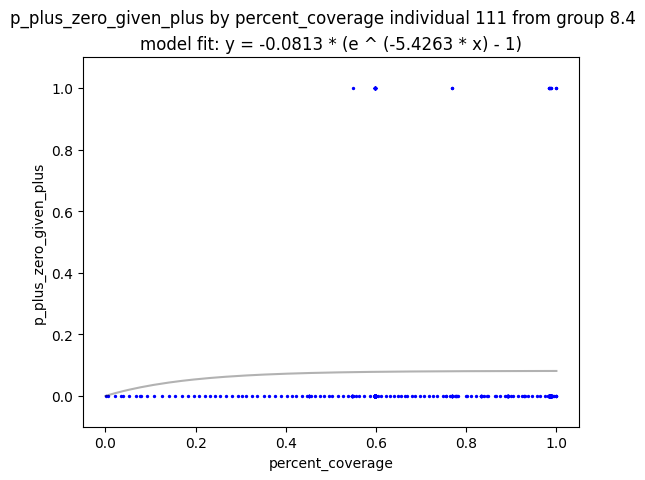 p_plus_zero_given_plus by percent_coverage individual 111 from group 8.4
model fit: y = -0.0813 * (e ^ (-5.4263 * x) - 1)
1.0
0.8
0.6
0.4
0.2
0.0
p_plus_zero_given_plus
0.0 0.2 0.4 0.6 0.8 1.0
percent_coverage